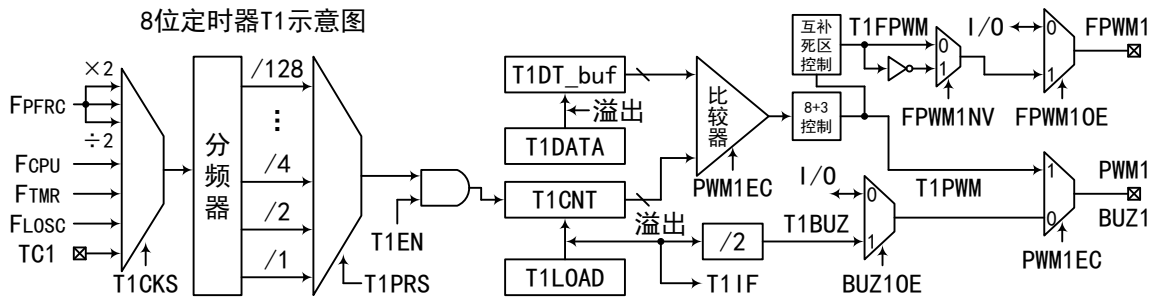 8位定时器T1示意图
×2
FPFRC
÷2
FCPU
FTMR
FLOSC
TC1
T1CKS
分频器
/128
⋮
/4
/2
/1
T1PRS
T1EN
T1DT_buf
溢出
T1DATA
T1CNT
溢出
T1LOAD
T1IF
/2
T1BUZ
比较器
PWM1EC
互补
死区
控制
8+3
控制
T1FPWM
0
1
FPWM1NV
I/O
0
1
FPWM1OE
FPWM1
T1PWM
I/O
0
1
BUZ1OE
1
0
PWM1EC
PWM1
BUZ1